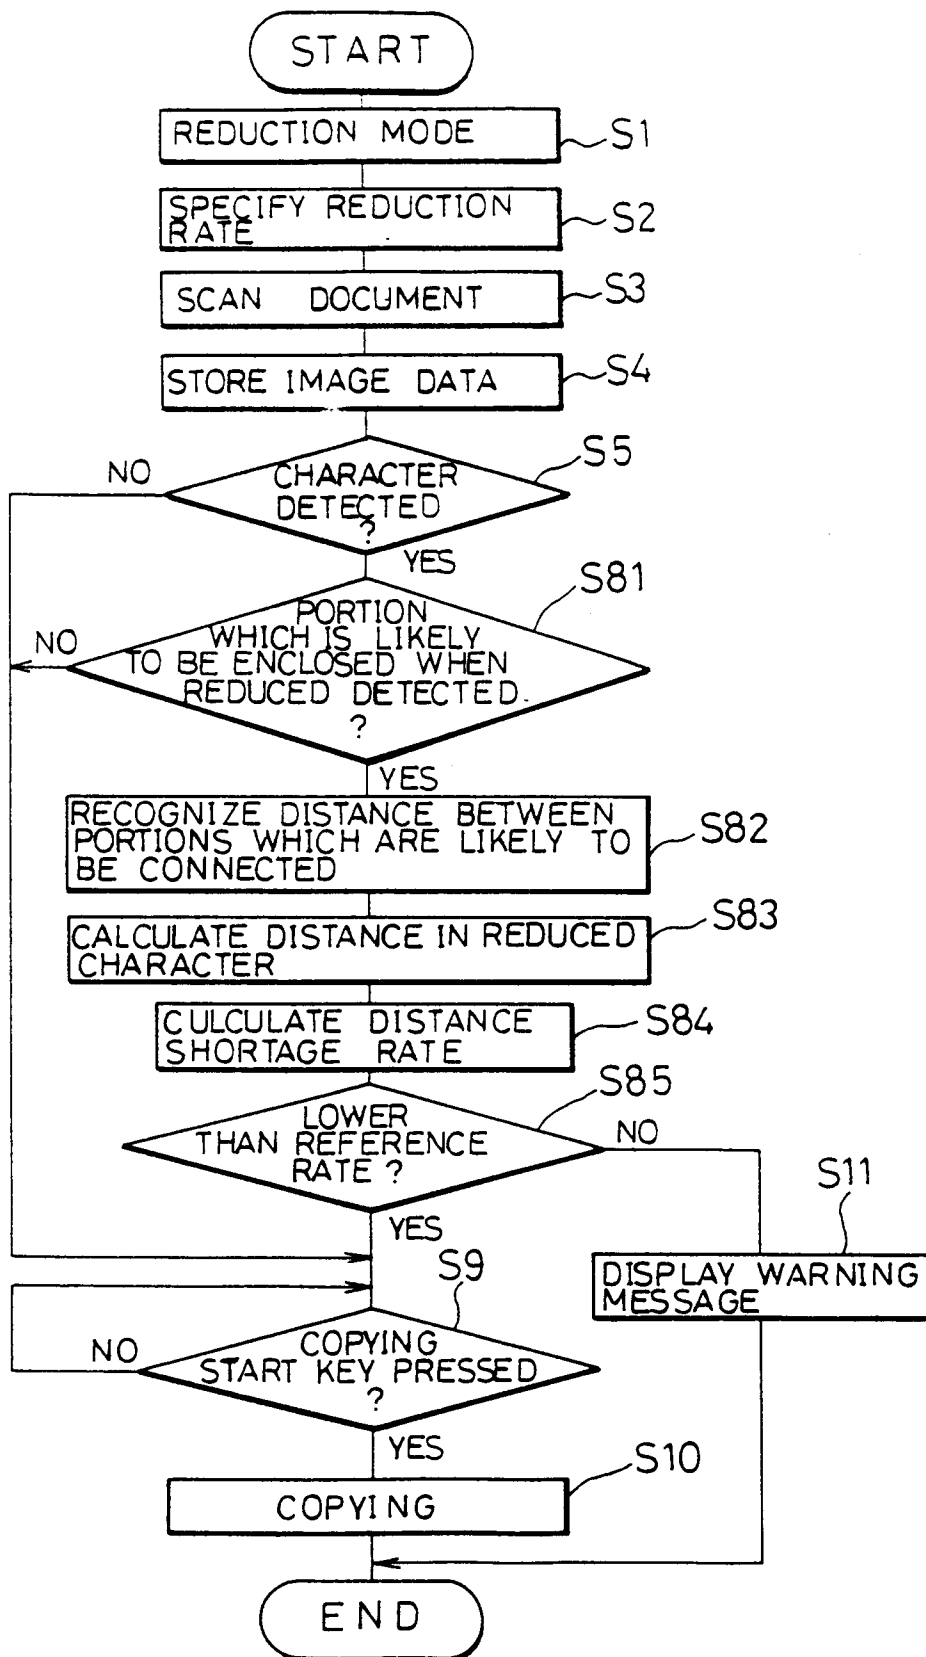 START
REDUCTION MODE
S1
SPECIFY REDUCTION
RATE
S2
SCAN DOCUMENT
S3
STORE IMAGE DATA
S4
S5
NO
CHARACTER
DETECTED
?
YES
S81
NO
PORTION
WHICH IS LIKELY
TO BE ENCLOSED WHEN
REDUCED DETECTED
?
YES
RECOGNIZE DISTANCE BETWEEN
PORTIONS WHICH ARE LIKELY TO
BE CONNECTED
S82
CALCULATE DISTANCE IN REDUCED
CHARACTER
S83
CULCULATE DISTANCE
SHORTAGE RATE
S84
S85
LOWER
THAN REFERENCE
RATE ?
NO
YES
S11
DISPLAY WARNING
MESSAGE
S9
COPYING
START KEY PRESSED
?
NO
YES
S10
COPYING
END